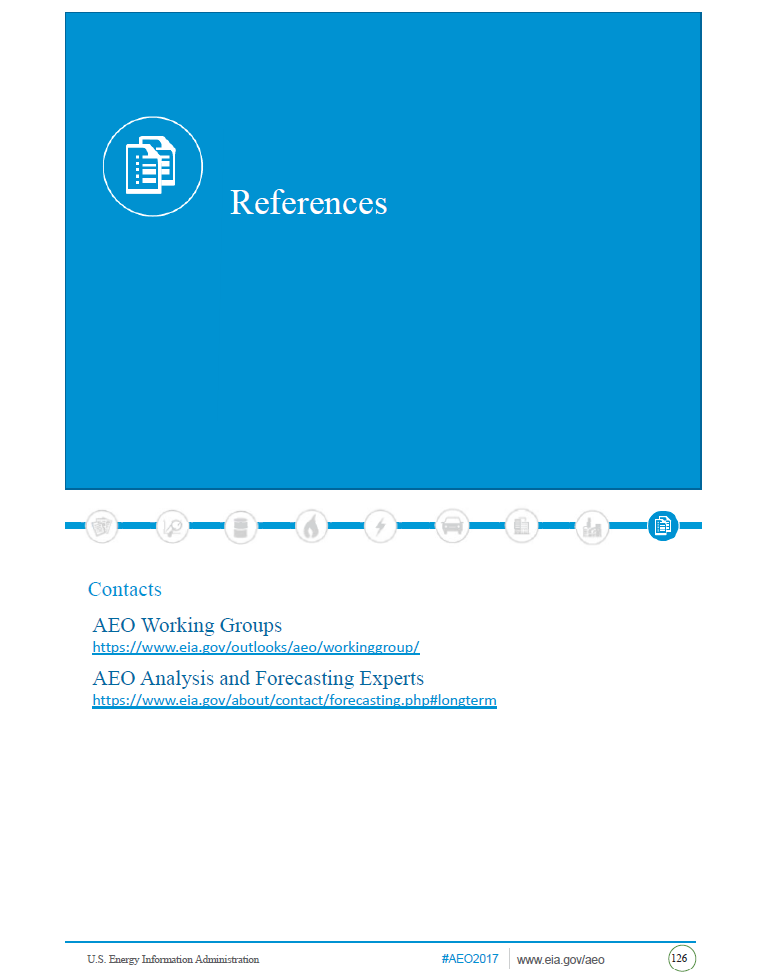 References
Contacts
AEO Working Groups
https://www.eia.gov/outlooks/aeo/workinggroup/
AEO Analysis and Forecasting Experts
https://www.eia.gov/about/contact/forecasting.php#longterm
U.S. Energy Information Administration
#AEO2017
www.eia.gov/aeo
126